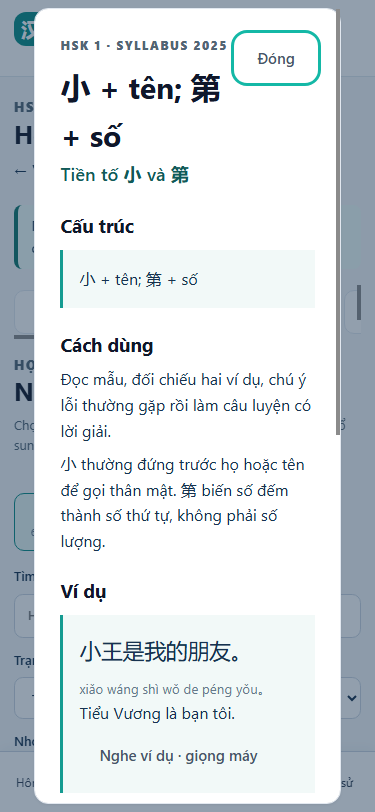 HSK 1 · SYLLABUS 2025
Đóng
小 + tên; 第
+ số
Tiền tố 小 và 第
Cấu trúc
小 + tên; 第 + số
Cách dùng
Đọc mẫu, đối chiếu hai ví dụ, chú ý
lỗi thường gặp rồi làm câu luyện có
lời giải.
小 thường đứng trước họ hoặc tên
để gọi thân mật. 第 biến số đếm
thành số thứ tự, không phải số
lượng.
Ví dụ
小王是我的朋友。
xiǎo wáng shì wǒ de péng yǒu。
Tiểu Vương là bạn tôi.
Nghe ví dụ · giọng máy